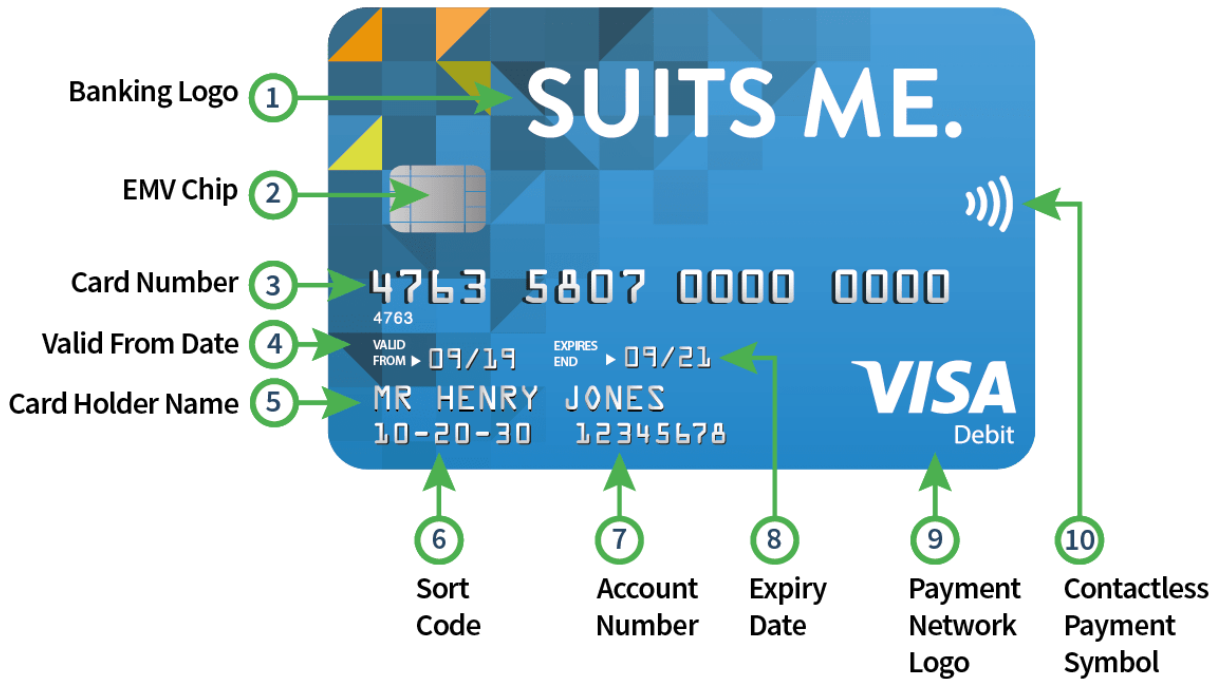 Banking Logo 1
SUITS ME.
EMV Chip 2
Card Number 3
4763 5807 0000 0000
4763
Valid From Date 4
VALID FROM 09/19
EXPIRES END 09/21
Card Holder Name 5
MR HENRY JONES
10-20-30 12345678
VISA
Debit
6
Sort
Code
7
Account
Number
8
Expiry
Date
9
Payment
Network
Logo
10
Contactless
Payment
Symbol